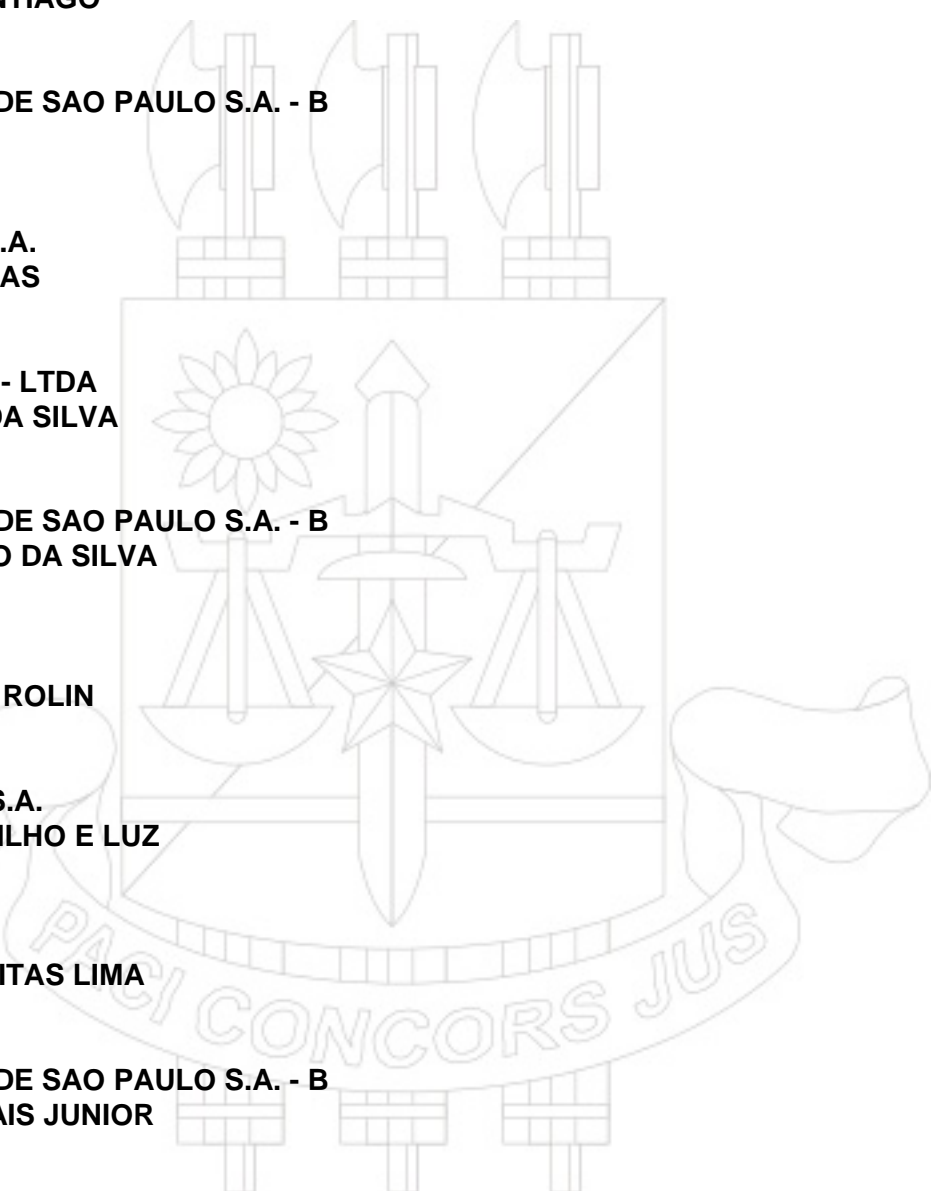 NTIAGO
DE SAO PAULO S.A. - B
.A.
AS
- LTDA
DA SILVA
DE SAO PAULO S.A. - B
O DA SILVA
ROLIN
S.A.
ILHO E LUZ
PACI CONCORS JUS
ITAS LIMA
DE SAO PAULO S.A. - B
AIS JUNIOR